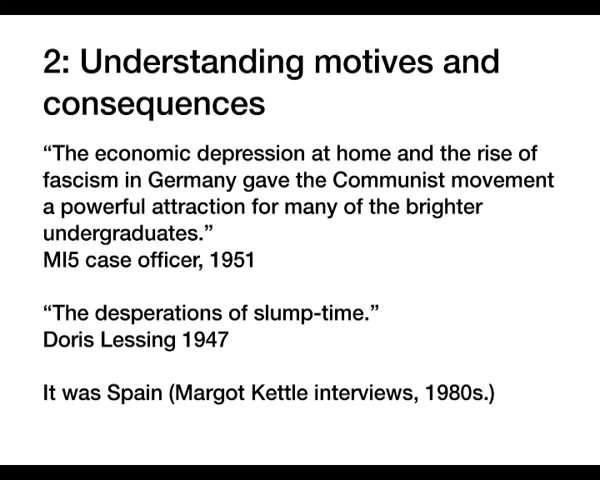 2: Understanding motives and
consequences
“The economic depression at home and the rise of
fascism in Germany gave the Communist movement
a powerful attraction for many of the brighter
undergraduates.”
MI5 case officer, 1951
“The desperations of slump-time.”
Doris Lessing 1947
It was Spain (Margot Kettle interviews, 1980s.)